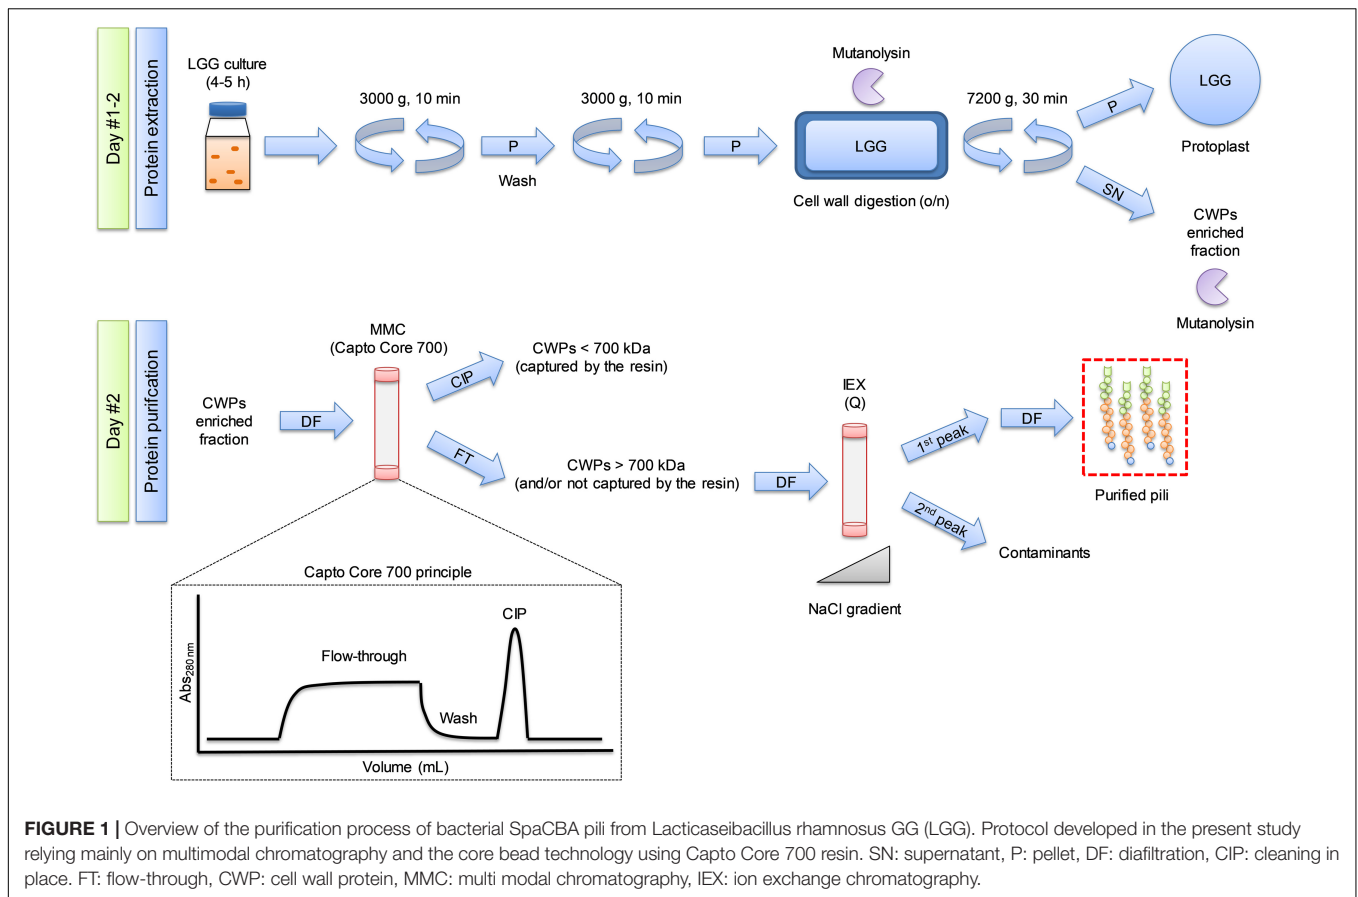 Day #1-2
Protein extraction
LGG culture
(4-5 h)
3000 g, 10 min
P
Wash
3000 g, 10 min
P
Mutanolysin
LGG
Cell wall digestion (o/n)
7200 g, 30 min
P
LGG
Protoplast
SN
CWPs
enriched
fraction
Mutanolysin
Day #2
Protein purifcation
CWPs
enriched
fraction
DF
MMC
(Capto Core 700)
CIP
CWPs < 700 kDa
(captured by the resin)
FT
CWPs > 700 kDa
(and/or not captured by the resin)
DF
IEX
(Q)
NaCl gradient
1st peak
DF
Purified pili
2nd peak
Contaminants
Capto Core 700 principle
Abs280 nm
Flow-through
Wash
CIP
Volume (mL)
FIGURE 1 | Overview of the purification process of bacterial SpaCBA pili from Lacticaseibacillus rhamnosus GG (LGG). Protocol developed in the present study
relying mainly on multimodal chromatography and the core bead technology using Capto Core 700 resin. SN: supernatant, P: pellet, DF: diafiltration, CIP: cleaning in
place. FT: flow-through, CWP: cell wall protein, MMC: multi modal chromatography, IEX: ion exchange chromatography.